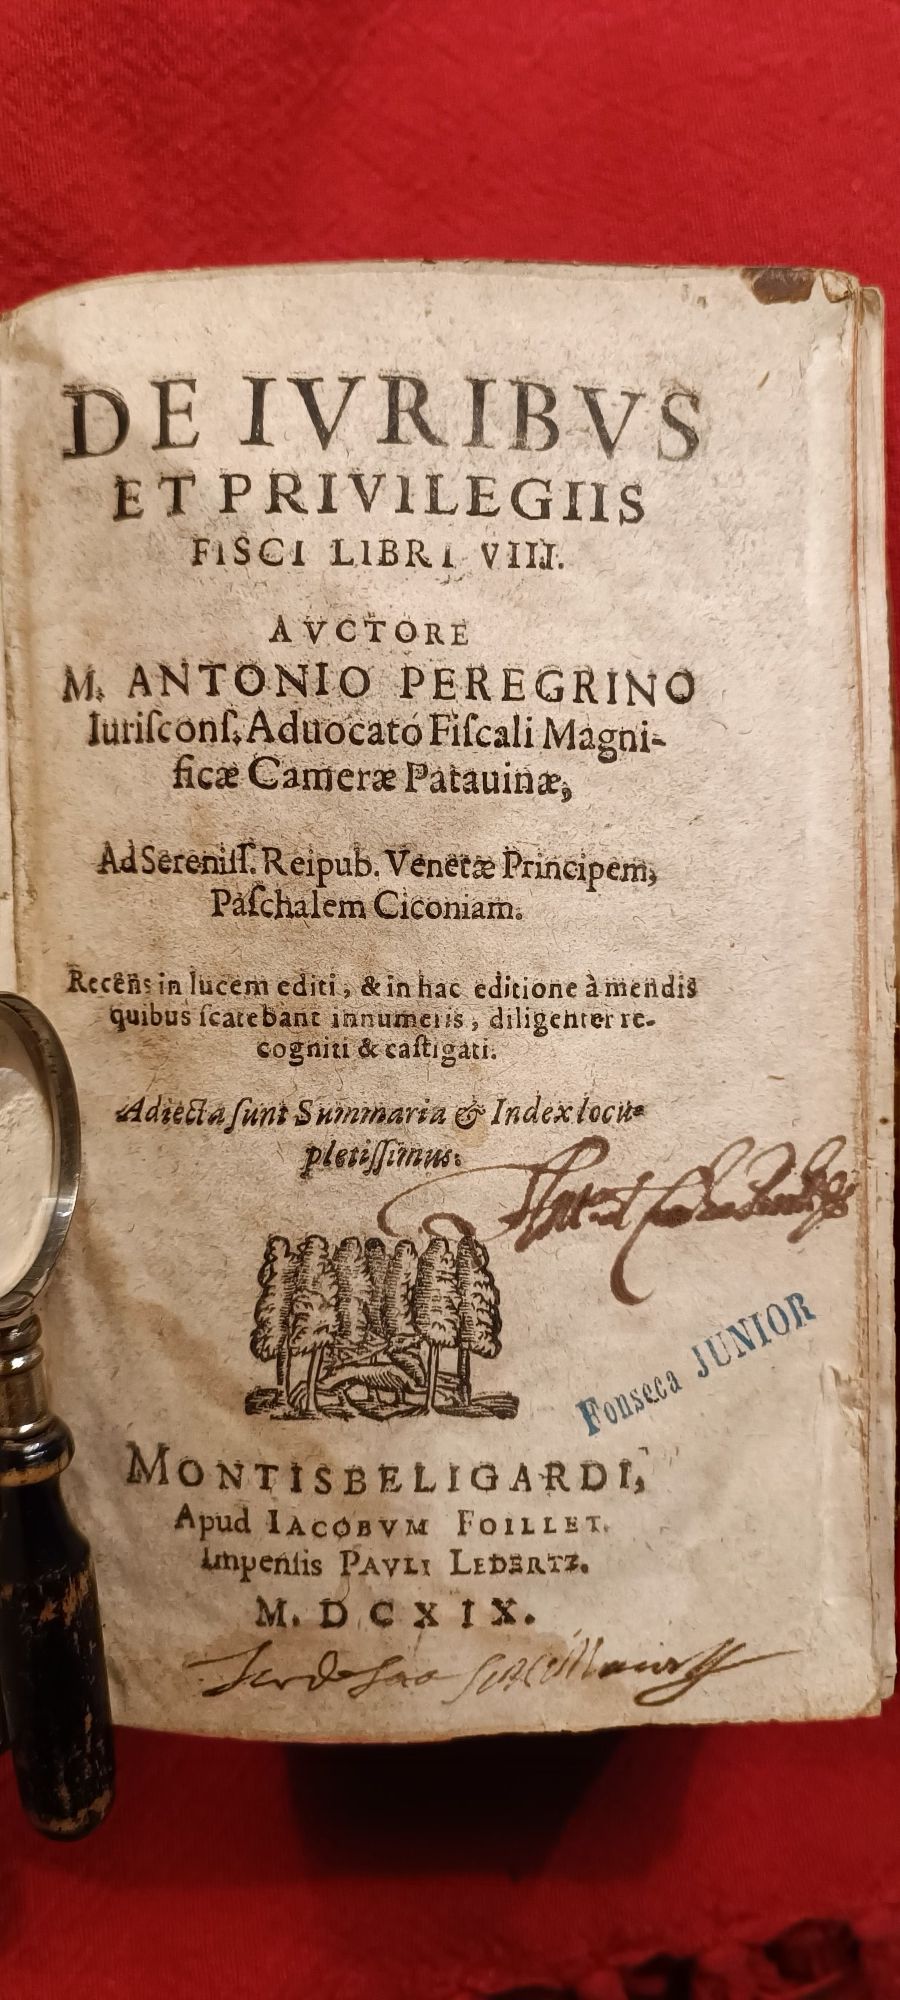 DE IVRIBVS
ET PRIVILEGIIS
FISCI LIBRI VIII.
AVCTORE
M. ANTONIO PEREGRINO
Iuriſconſ. Aduocato Fiſcali Magni-
ficæ Cameræ Patauinæ,
Ad Sereniſſ. Reipub. Venetæ Principem,
Paſchalem Ciconiam.
Recens in lucem editi, & in hac editione à mendis
quibus ſcatebant innumeris, diligenter re-
cogniti & caſtigati.
Adiecta ſunt Summaria & Index locu-
pletiſſimus.
Fonseca JUNIOR
MONTISBELIGARDI,
Apud IACOBVM FOILLET.
Impenſis PAVLI LEDERTZ.
M. DCXIX.